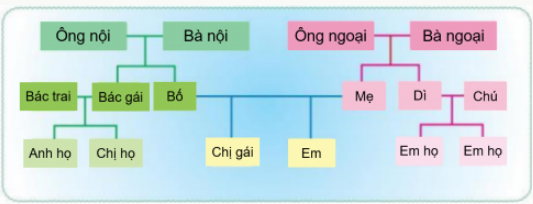 Ông nội Bà nội Ông ngoại Bà ngoại
Bác trai Bác gái Bố Mẹ Dì Chú
Anh họ Chị họ Chị gái Em Em họ Em họ